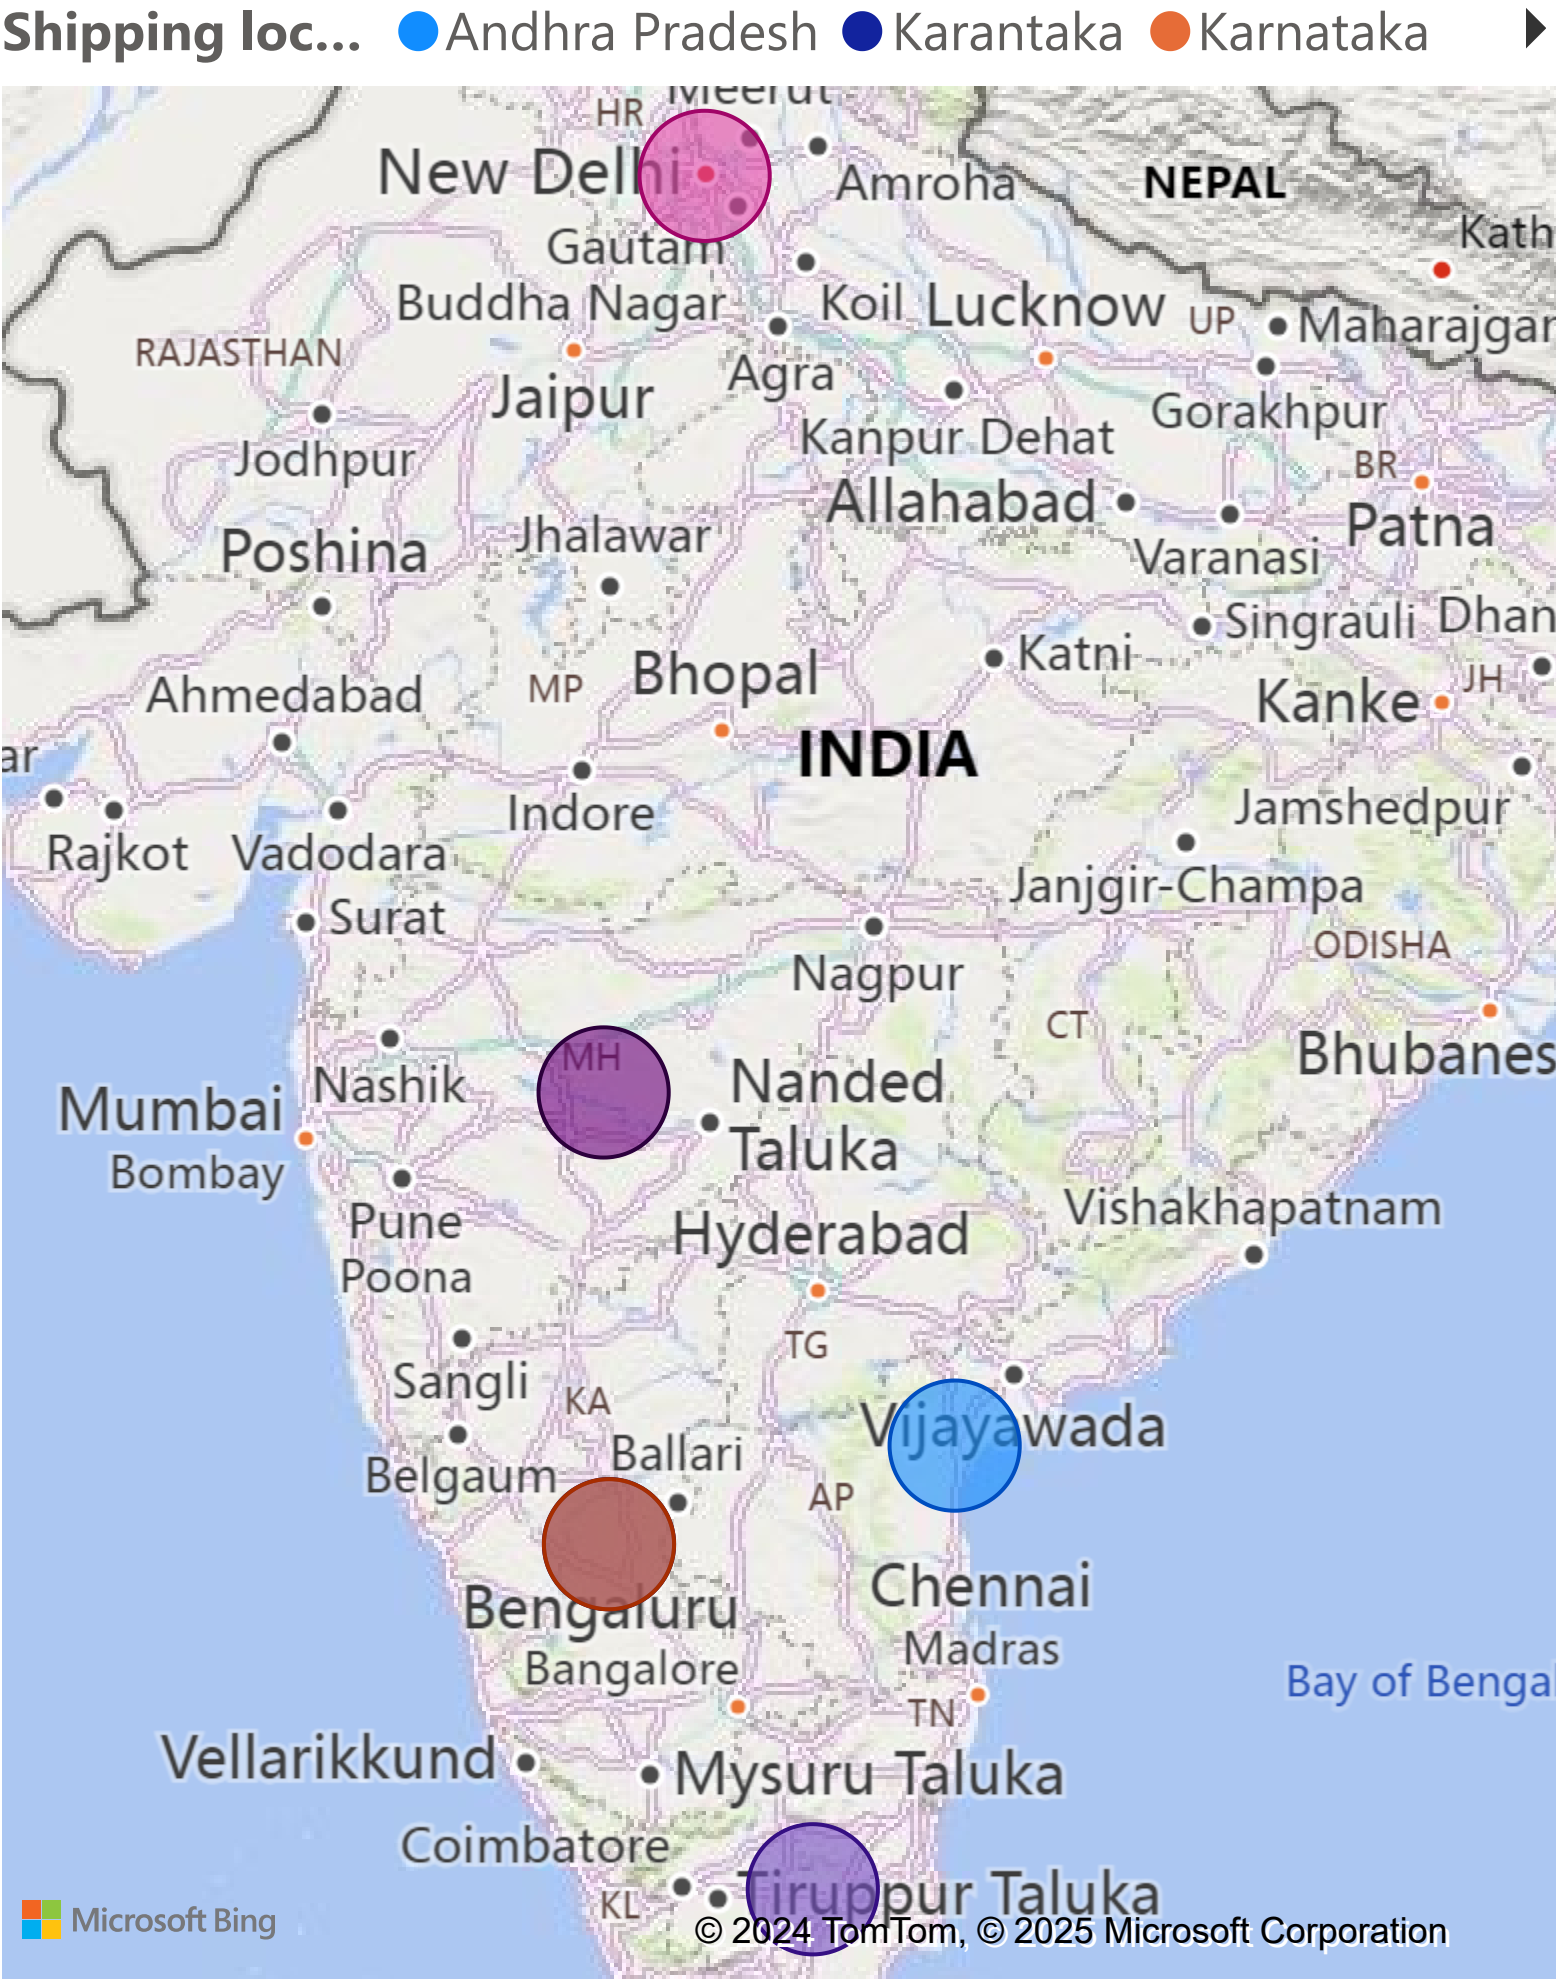 Shipping loc... Andhra Pradesh Karantaka Karnataka
Meerut
HR
New Delhi
Amroha
NEPAL
Kath
Gautam
Buddha Nagar
Koil
Lucknow
UP
Maharajgar
RAJASTHAN
Agra
Jaipur
Gorakhpur
Kanpur Dehat
Jodhpur
BR
Allahabad
Patna
Jhalawar
Poshina
Varanasi
Singrauli
Dhan
Katni
Bhopal
JH
MP
Ahmedabad
Kanke
ar
INDIA
Indore
Jamshedpur
Rajkot
Vadodara
Janjgir-Champa
Surat
ODISHA
Nagpur
CT
MH
Bhubanes
Nashik
Nanded
Taluka
Mumbai
Bombay
Vishakhapatnam
Pune
Poona
Hyderabad
TG
Sangli
KA
Vijayawada
Ballari
Belgaum
AP
Chennai
Madras
Bengaluru
Bangalore
Bay of Bengal
TN
Vellarikkund
Mysuru Taluka
Coimbatore
Tiruppur Taluka
KL
Microsoft Bing
© 2024 TomTom, © 2025 Microsoft Corporation